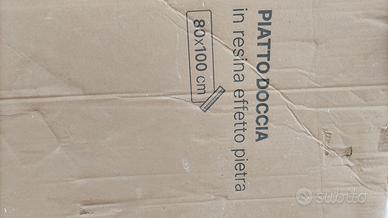 PIATTO DOCCIA
in resina effetto pietra
80x100 cm
subito